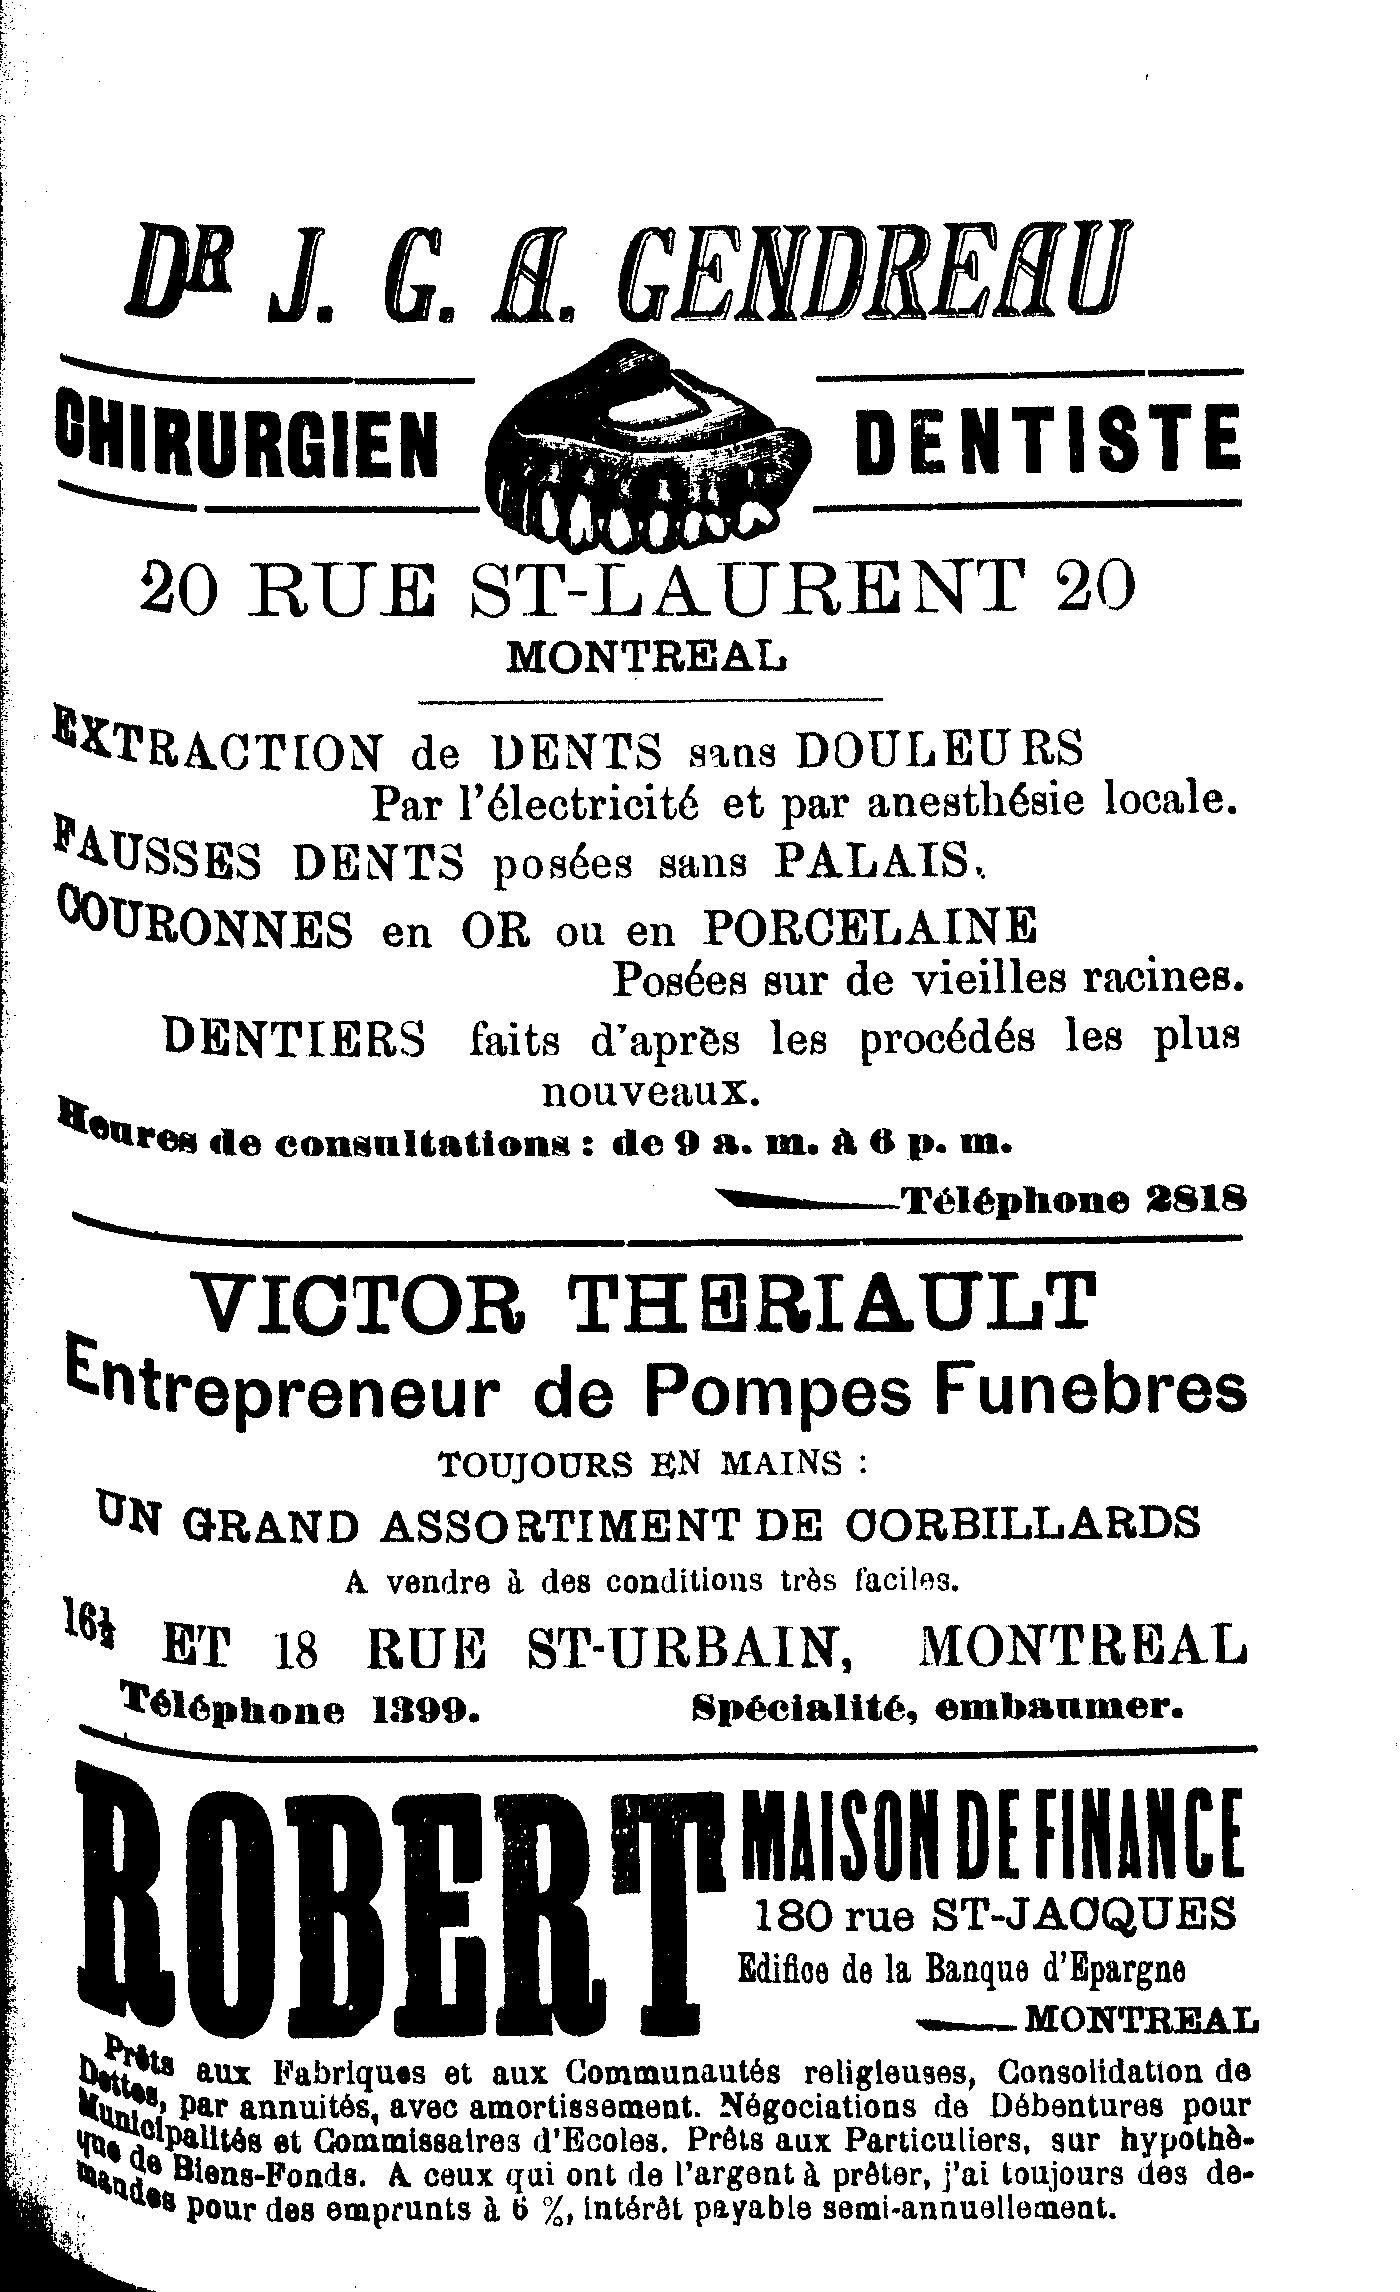 DR J. G. A. GENDREAU
CHIRURGIEN DENTISTE
20 RUE ST-LAURENT 20
MONTREAL
EXTRACTION de DENTS sans DOULEURS
Par l'électricité et par anesthésie locale.
FAUSSES DENTS posées sans PALAIS.
COURONNES en OR ou en PORCELAINE
Posées sur de vieilles racines.
DENTIERS faits d'après les procédés les plus
nouveaux.
Heures de consultations : de 9 a. m. à 6 p. m.
Téléphone 2818
VICTOR THERIAULT
Entrepreneur de Pompes Funebres
TOUJOURS EN MAINS :
UN GRAND ASSORTIMENT DE CORBILLARDS
A vendre à des conditions très faciles.
16½ ET 18 RUE ST-URBAIN, MONTREAL
Téléphone 1399. Spécialité, embaumer.
ROBERT MAISON DE FINANCE
180 rue ST-JACQUES
Edifice de la Banque d'Epargne
MONTREAL
Prêts aux Fabriques et aux Communautés religieuses, Consolidation de
Dettes, par annuités, avec amortissement. Négociations de Débentures pour
Municipalités et Commissaires d'Ecoles. Prêts aux Particuliers, sur hypothè-
que de Biens-Fonds. A ceux qui ont de l'argent à prêter, j'ai toujours des de-
mandes pour des emprunts à 6 %, intérêt payable semi-annuellement.